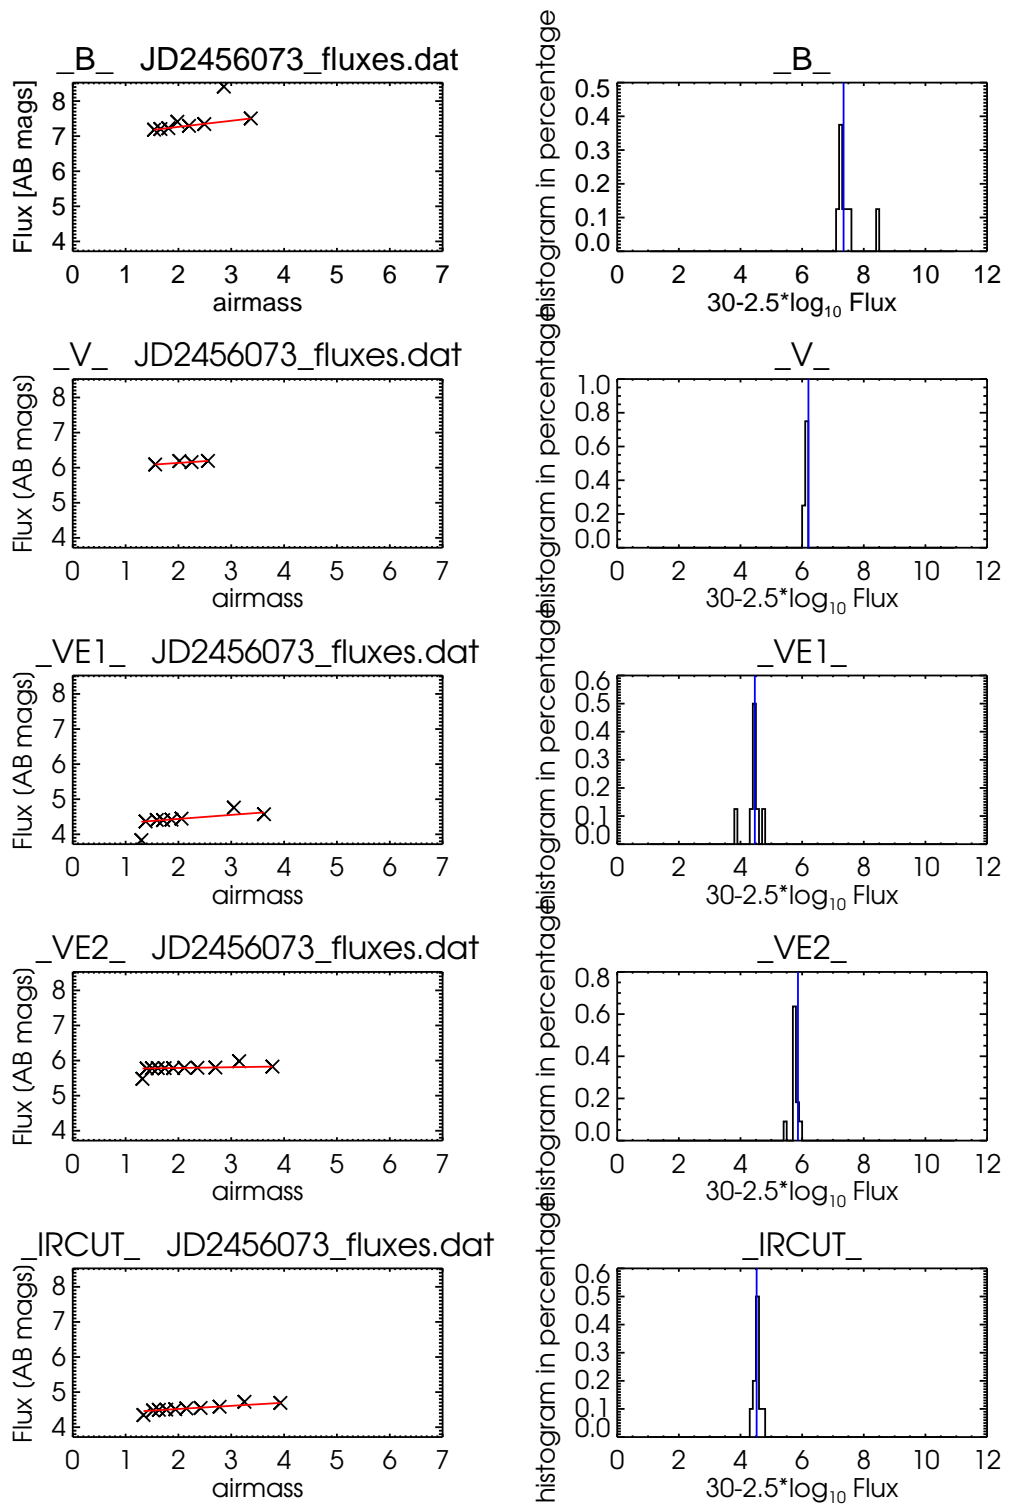 _B_ JD2456073_fluxes.dat
Flux [AB mags]
8
7
6
5
4
0 1 2 3 4 5 6 7
airmass
_B_
histogram in percentage
0.5
0.4
0.3
0.2
0.1
0.0
0 2 4 6 8 10 12
30-2.5*log10 Flux
_V_ JD2456073_fluxes.dat
Flux (AB mags)
8
7
6
5
4
0 1 2 3 4 5 6 7
airmass
_V_
histogram in percentage
1.0
0.8
0.6
0.4
0.2
0.0
0 2 4 6 8 10 12
30-2.5*log10 Flux
_VE1_ JD2456073_fluxes.dat
Flux (AB mags)
8
7
6
5
4
0 1 2 3 4 5 6 7
airmass
_VE1_
histogram in percentage
0.6
0.5
0.4
0.3
0.2
0.1
0.0
0 2 4 6 8 10 12
30-2.5*log10 Flux
_VE2_ JD2456073_fluxes.dat
Flux (AB mags)
8
7
6
5
4
0 1 2 3 4 5 6 7
airmass
_VE2_
histogram in percentage
0.8
0.6
0.4
0.2
0.0
0 2 4 6 8 10 12
30-2.5*log10 Flux
_IRCUT_ JD2456073_fluxes.dat
Flux (AB mags)
8
7
6
5
4
0 1 2 3 4 5 6 7
airmass
_IRCUT_
histogram in percentage
0.6
0.5
0.4
0.3
0.2
0.1
0.0
0 2 4 6 8 10 12
30-2.5*log10 Flux